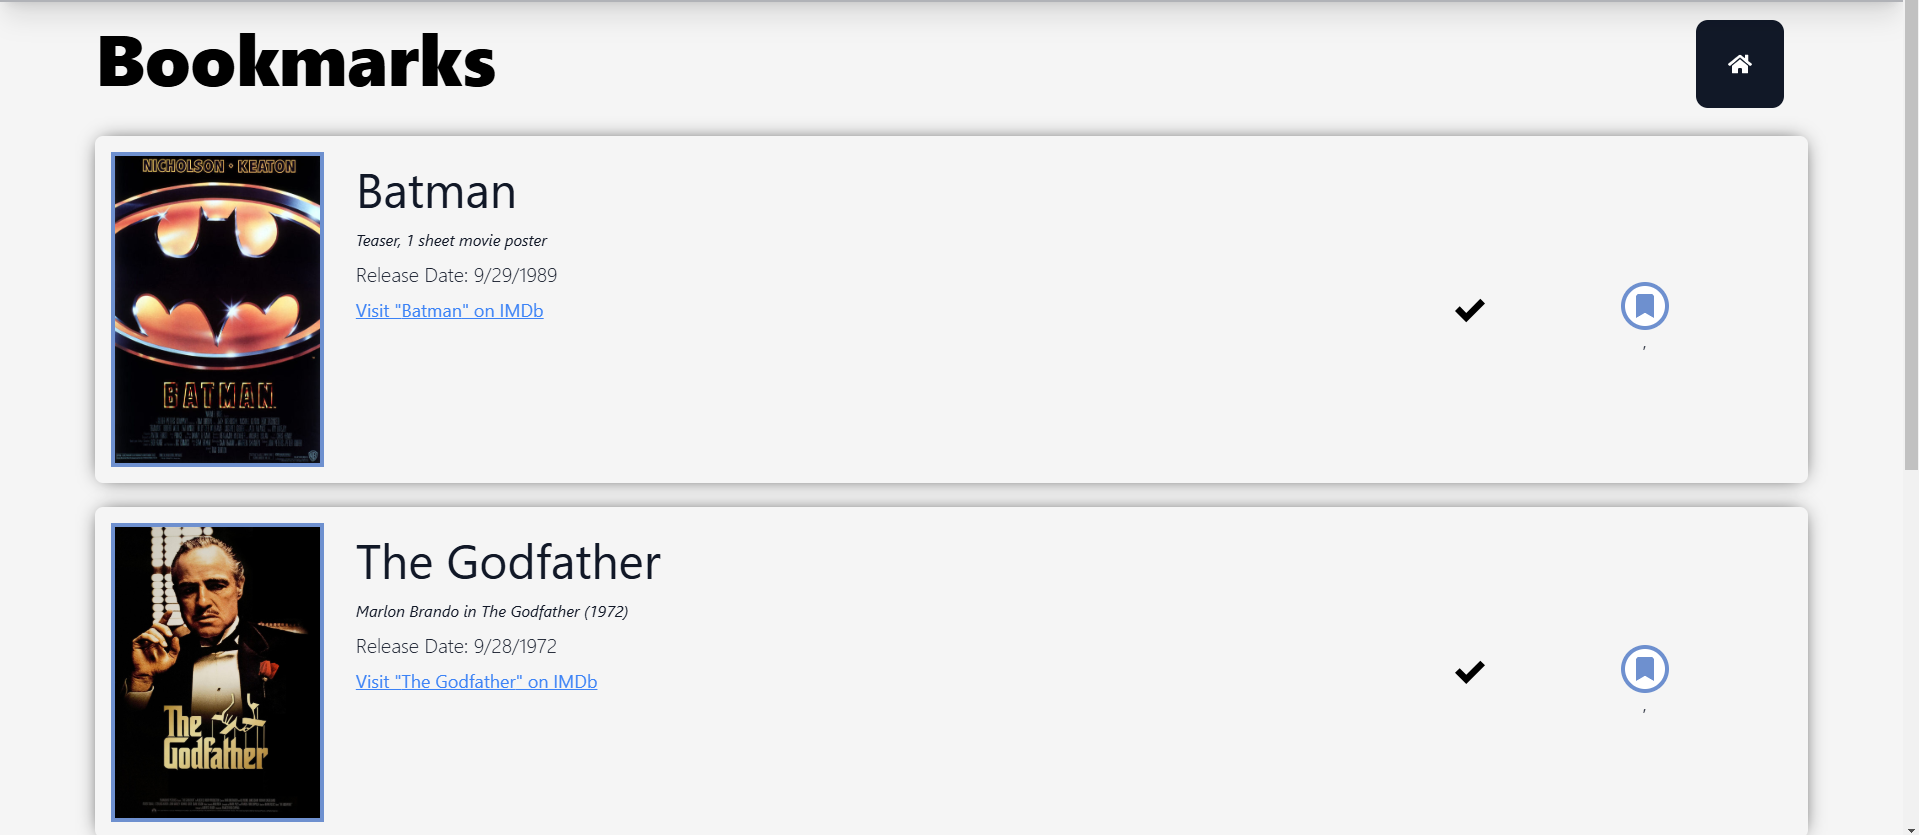 Bookmarks
NICHOLSON · KEATON
BATMAN
Batman
Teaser, 1 sheet movie poster
Release Date: 9/29/1989
Visit "Batman" on IMDb
,
The
Godfather
The Godfather
Marlon Brando in The Godfather (1972)
Release Date: 9/28/1972
Visit "The Godfather" on IMDb
,